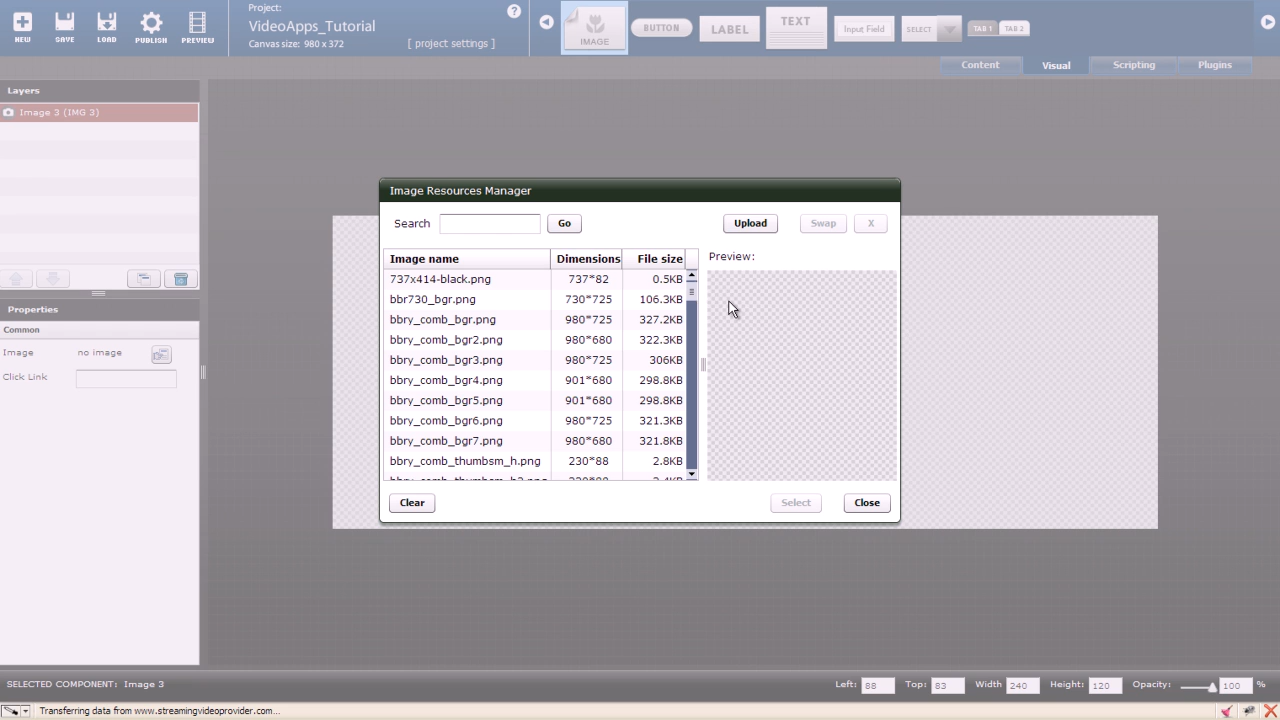 Project:
VideoApps_Tutorial
Canvas size: 980 x 372
[ project settings ]
?
NEW
SAVE
LOAD
PUBLISH
PREVIEW
IMAGE
BUTTON
LABEL
TEXT
Input Field
SELECT
TAB 1
TAB 2
Content
Visual
Scripting
Plugins
Layers
Image 3 (IMG 3)
Properties
Common
Image
no image
Click Link
Image Resources Manager
Search
Go
Upload
Swap
X
Image name Dimensions File size
Preview:
737x414-black.png 737*82 0.5KB
bbr730_bgr.png 730*725 106.3KB
bbry_comb_bgr.png 980*725 327.2KB
bbry_comb_bgr2.png 980*680 322.3KB
bbry_comb_bgr3.png 980*725 306KB
bbry_comb_bgr4.png 901*680 298.8KB
bbry_comb_bgr5.png 901*680 298.8KB
bbry_comb_bgr6.png 980*725 321.3KB
bbry_comb_bgr7.png 980*680 321.8KB
bbry_comb_thumbsm_h.png 230*88 2.8KB
Clear
Select
Close
SELECTED COMPONENT: Image 3
Left: 88
Top: 83
Width 240
Height: 120
Opacity: 100 %
Transferring data from www.streamingvideoprovider.com...